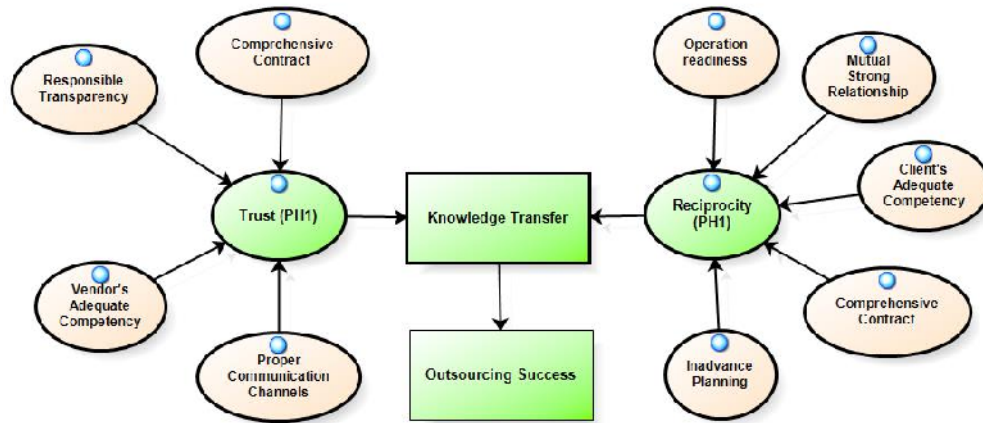 Comprehensive
Contract
Responsible
Transparency
Trust (PH1)
Vendor's
Adequate
Competency
Proper
Communication
Channels
Knowledge Transfer
Outsourcing Success
Operation
readiness
Mutual
Strong
Relationship
Client's
Adequate
Competency
Reciprocity
(PH1)
Comprehensive
Contract
Inadvance
Planning